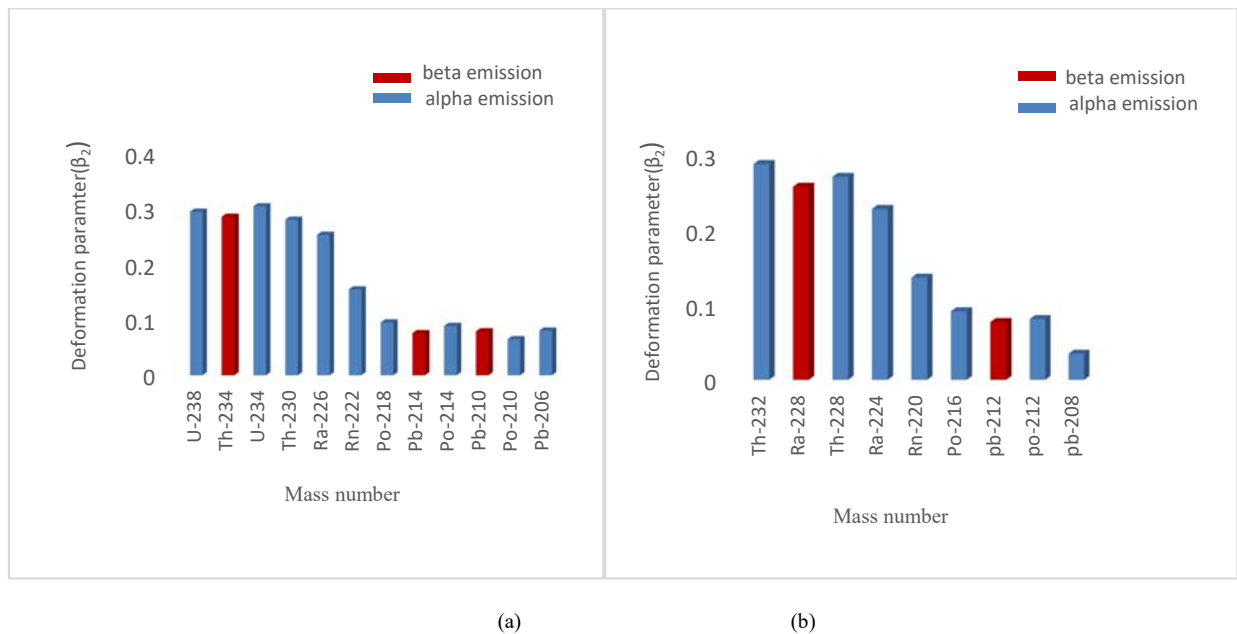 beta emission
alpha emission
Deformation paramter(β₂)
0.4
0.3
0.2
0.1
0
U-238
Th-234
U-234
Th-230
Ra-226
Rn-222
Po-218
Pb-214
Po-214
Pb-210
Po-210
Pb-206
Mass number
(a)
beta emission
alpha emission
Deformation parameter(β₂)
0.3
0.2
0.1
0
Th-232
Ra-228
Th-228
Ra-224
Rn-220
Po-216
pb-212
po-212
pb-208
Mass number
(b)